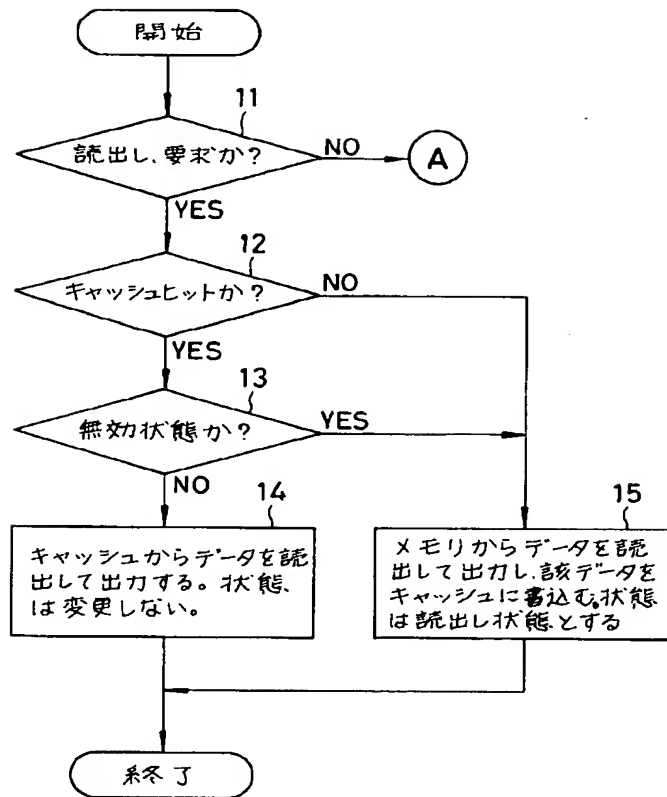 開始
11
読出し要求か?
NO
A
YES
12
キャッシュヒットか?
NO
YES
13
無効状態か?
YES
NO
14
キャッシュからデータを読
出して出力する。状態
は変更しない。
15
メモリからデータを読
出して出力し、該データを
キャッシュに書込む。状態
は読出し状態とする
終了